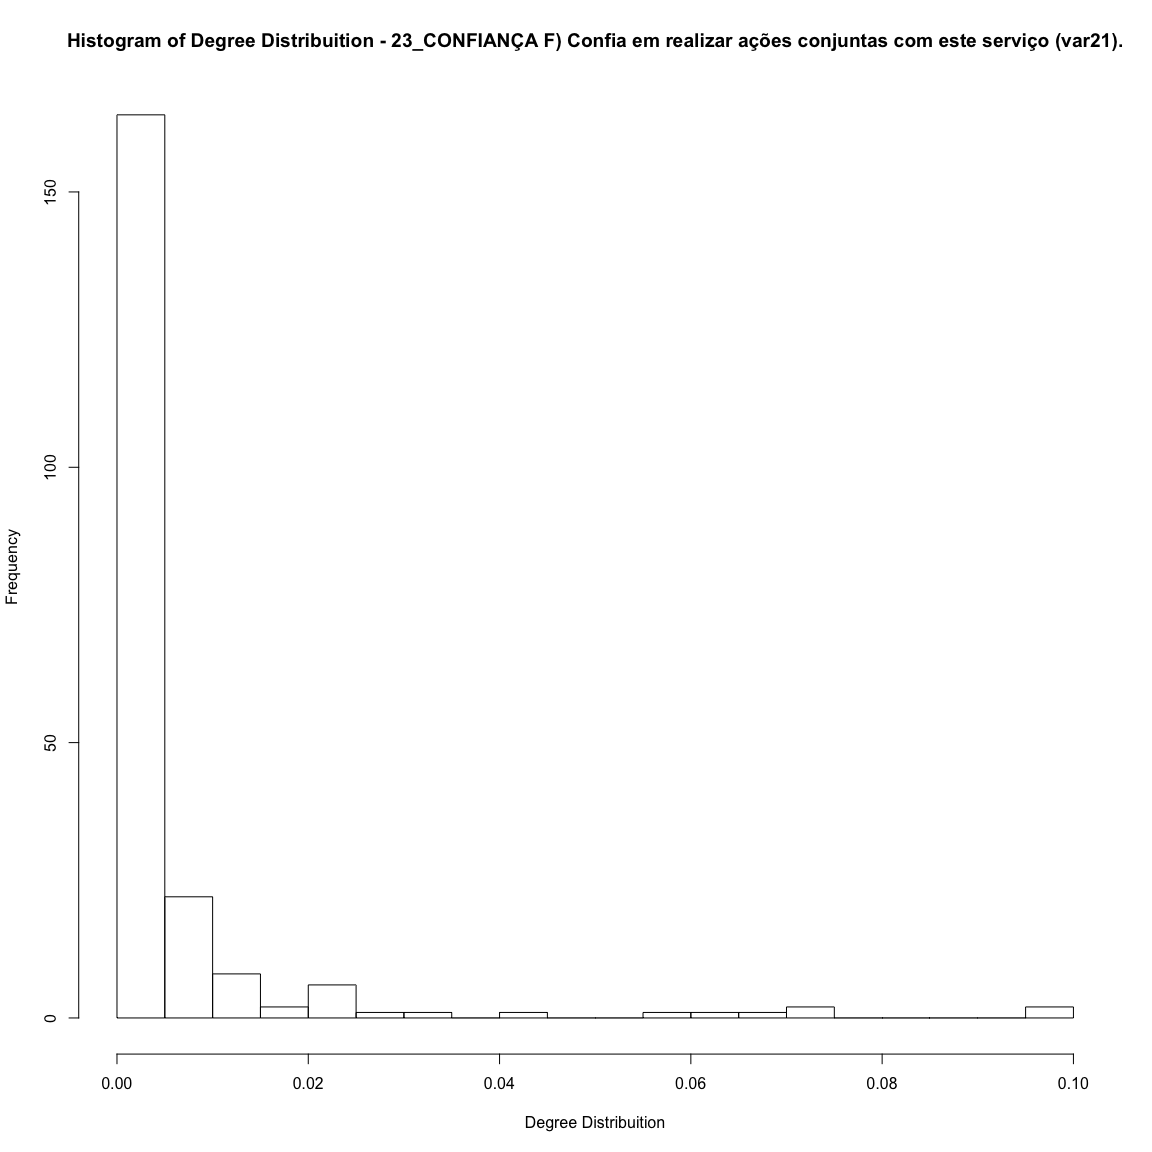 Histogram of Degree Distribuition - 23_CONFIANÇA F) Confia em realizar ações conjuntas com este serviço (var21).
150
100
50
0
Frequency
0.00 0.02 0.04 0.06 0.08 0.10
Degree Distribuition